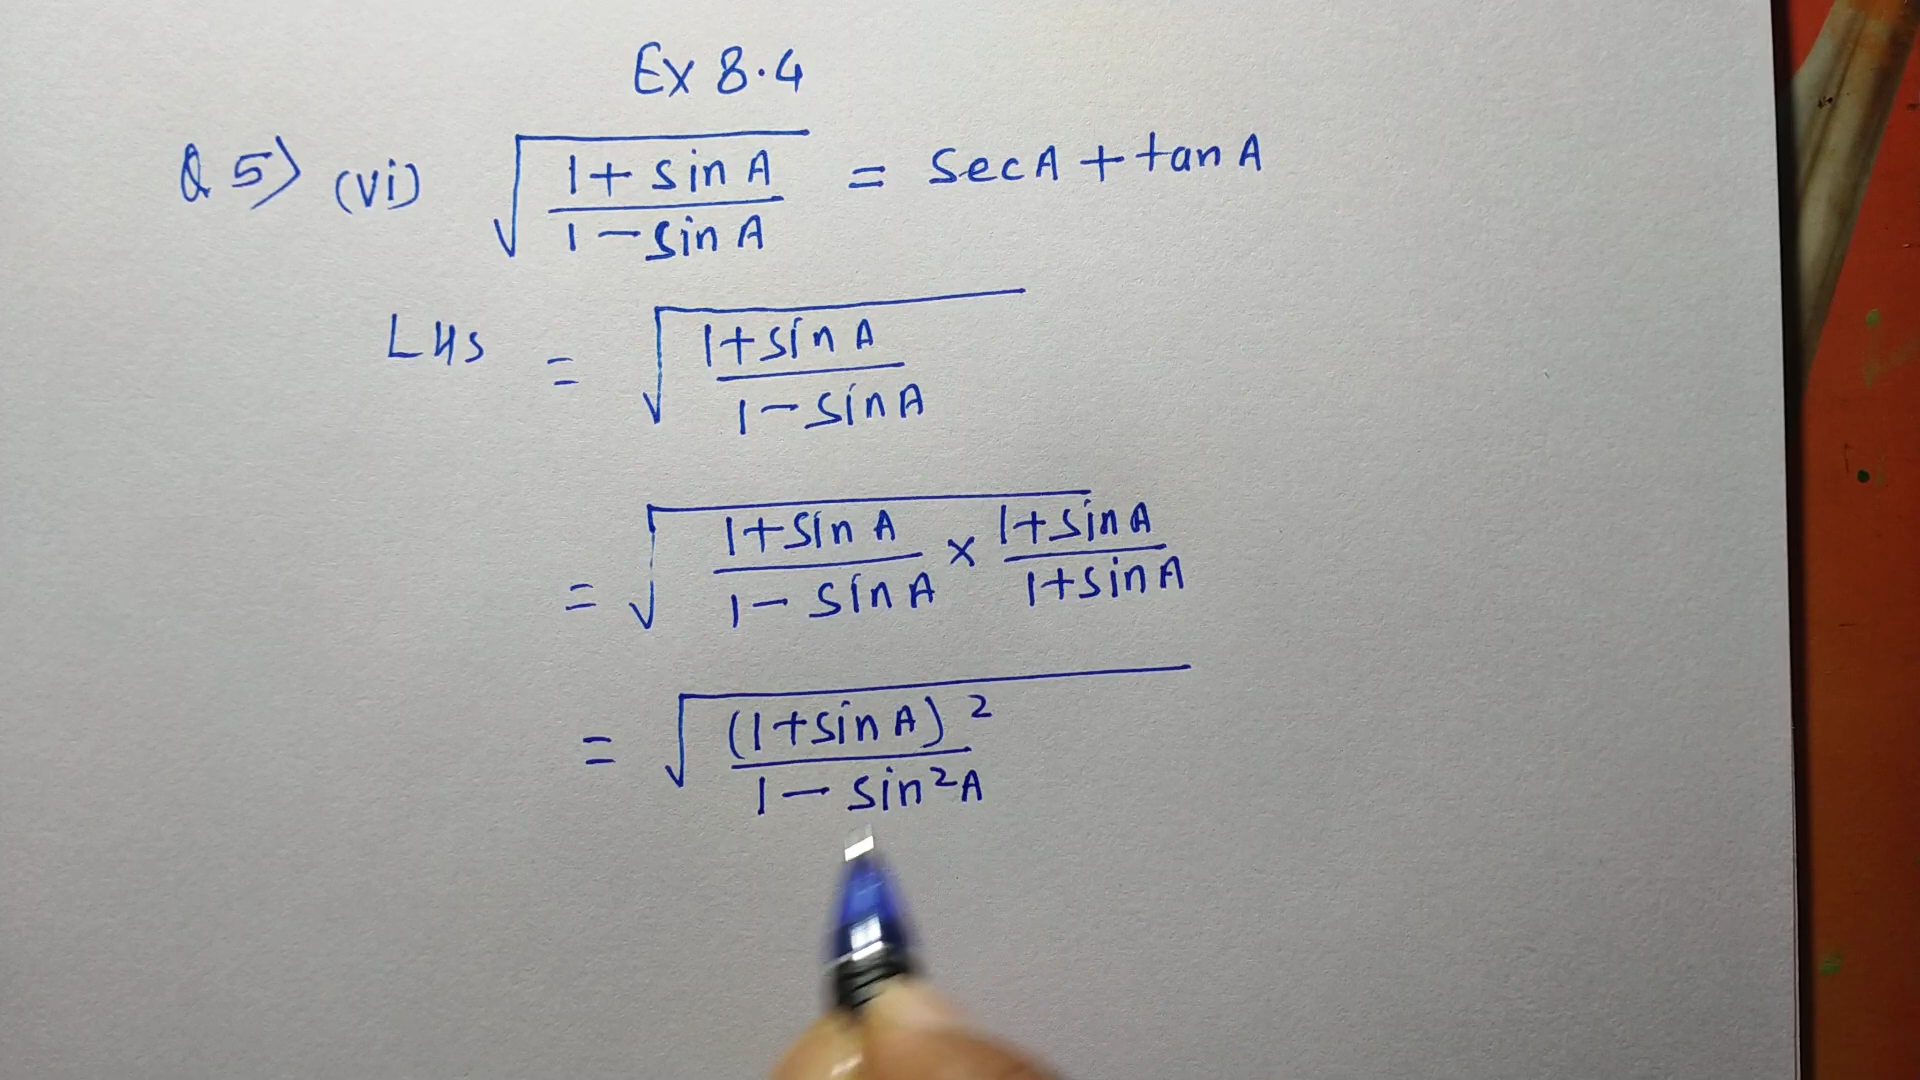 Ex 8.4
Q 5) (vi) √((1 + sin A)/(1 - sin A)) = sec A + tan A
LHS = √((1 + sin A)/(1 - sin A))
= √((1 + sin A)/(1 - sin A) × (1 + sin A)/(1 + sin A))
= √((1 + sin A)²/(1 - sin²A))